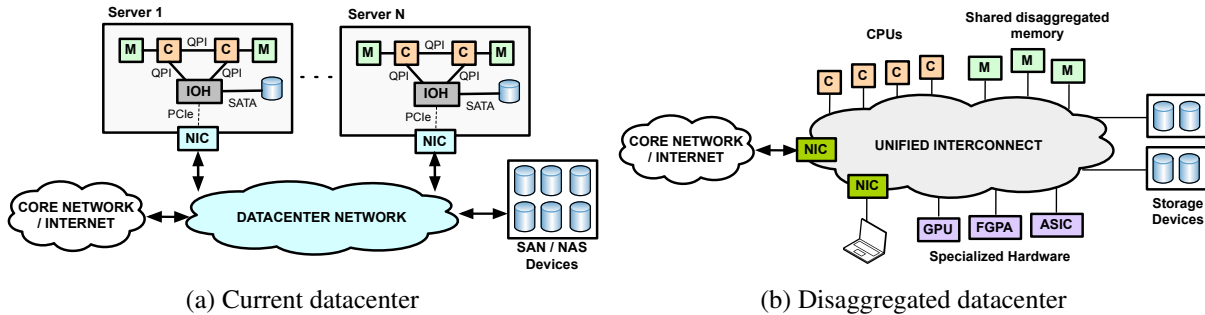 Server 1
Server N
M C QPI C M
QPI QPI
IOH
SATA
PCIe
NIC
. . .
M C QPI C M
QPI QPI
IOH
SATA
PCIe
NIC
CORE NETWORK
/ INTERNET
DATACENTER NETWORK
SAN / NAS
Devices
(a) Current datacenter
CPUs
Shared disaggregated
memory
C C C C
M M M
CORE NETWORK
/ INTERNET
NIC
UNIFIED INTERCONNECT
NIC
GPU FGPA ASIC
Specialized Hardware
Storage
Devices
(b) Disaggregated datacenter